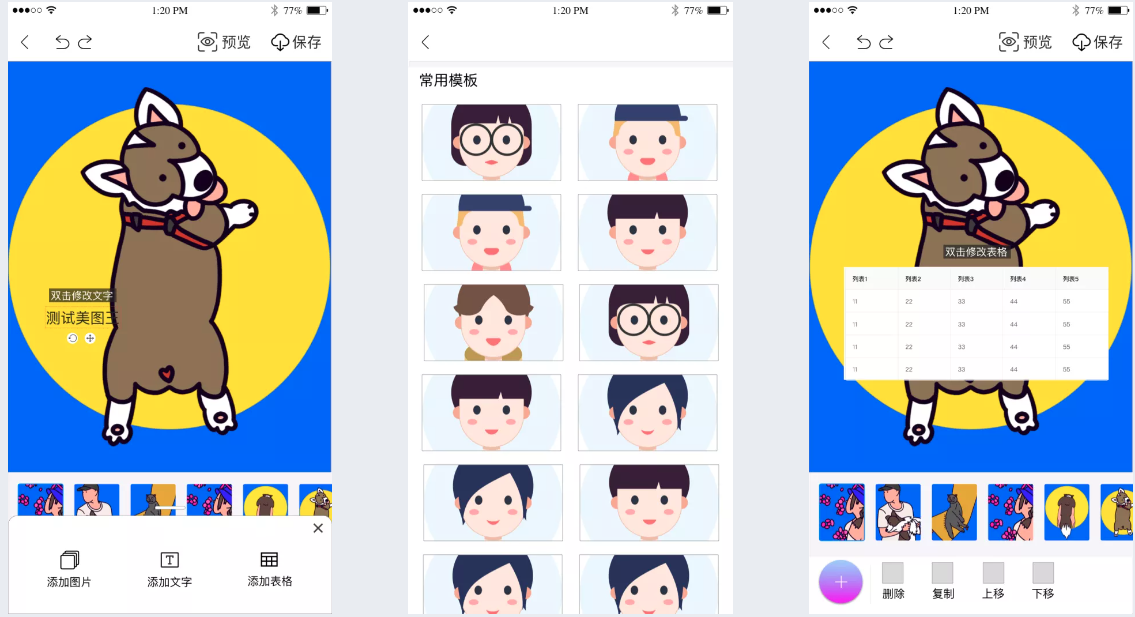 1:20 PM 77%
预览 保存
双击修改文字
测试美图王
添加图片 添加文字 添加表格
1:20 PM 77%
常用模板
1:20 PM 77%
预览 保存
双击修改表格
列表1 列表2 列表3 列表4 列表5
11 22 33 44 55
11 22 33 44 55
11 22 33 44 55
11 22 33 44 55
删除 复制 上移 下移